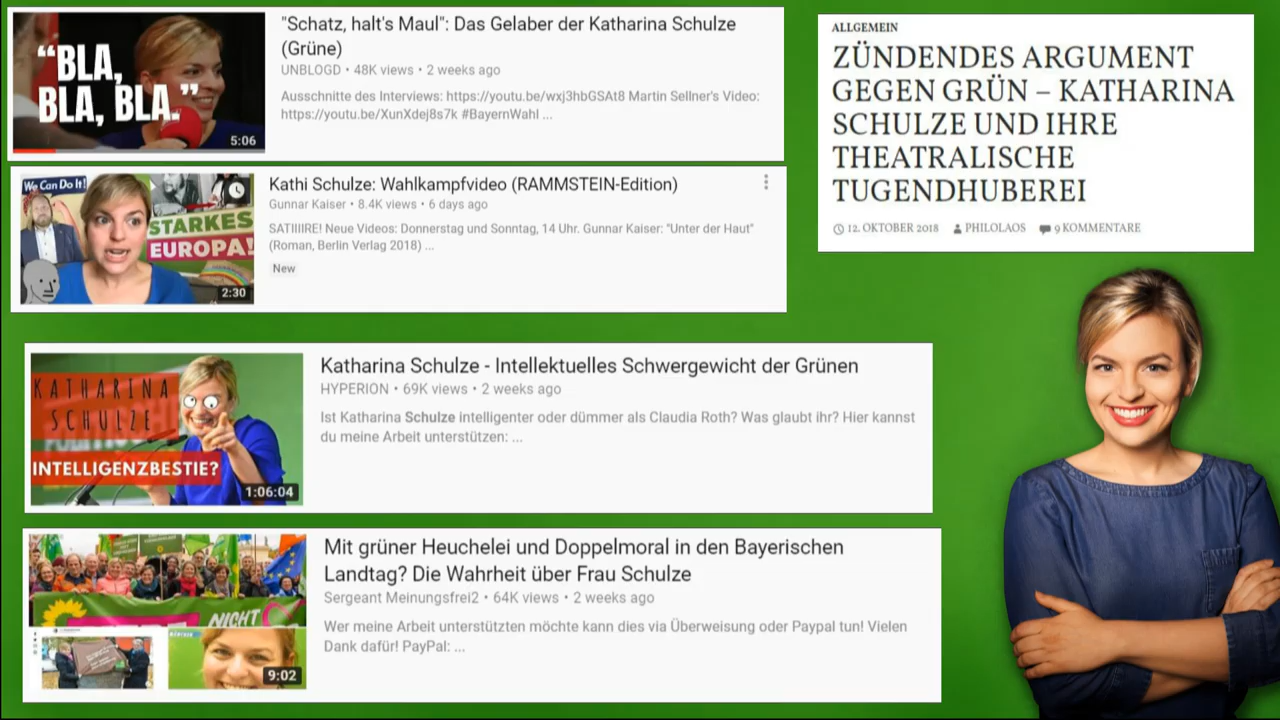 "Schatz, halt's Maul": Das Gelaber der Katharina Schulze
(Grüne)
UNBLOGD • 48K views • 2 weeks ago
Ausschnitte des Interviews: https://youtu.be/wxj3hbGSAt8 Martin Sellner's Video:
https://youtu.be/XunXdej8s7k #BayernWahl ...
“BLA,
BLA, BLA.”
5:06
Kathi Schulze: Wahlkampfvideo (RAMMSTEIN-Edition)
Gunnar Kaiser • 8.4K views • 6 days ago
SATIIIRE! Neue Videos: Donnerstag und Sonntag, 14 Uhr. Gunnar Kaiser: "Unter der Haut"
(Roman, Berlin Verlag 2018) ...
New
We Can Do It!
STARKES
EUROPA!
2:30
Katharina Schulze - Intellektuelles Schwergewicht der Grünen
HYPERION • 69K views • 2 weeks ago
Ist Katharina Schulze intelligenter oder dümmer als Claudia Roth? Was glaubt ihr? Hier kannst
du meine Arbeit unterstützen: ...
KATHARINA
SCHULZE
INTELLIGENZBESTIE?
1:06:04
Mit grüner Heuchelei und Doppelmoral in den Bayerischen
Landtag? Die Wahrheit über Frau Schulze
Sergeant Meinungsfrei2 • 64K views • 2 weeks ago
Wer meine Arbeit unterstützten möchte kann dies via Überweisung oder Paypal tun! Vielen
Dank dafür! PayPal: ...
NICHT
9:02
ALLGEMEIN
ZÜNDENDES ARGUMENT
GEGEN GRÜN – KATHARINA
SCHULZE UND IHRE
THEATRALISCHE
TUGENDHUBEREI
12. OKTOBER 2018 PHILOLAOS 9 KOMMENTARE